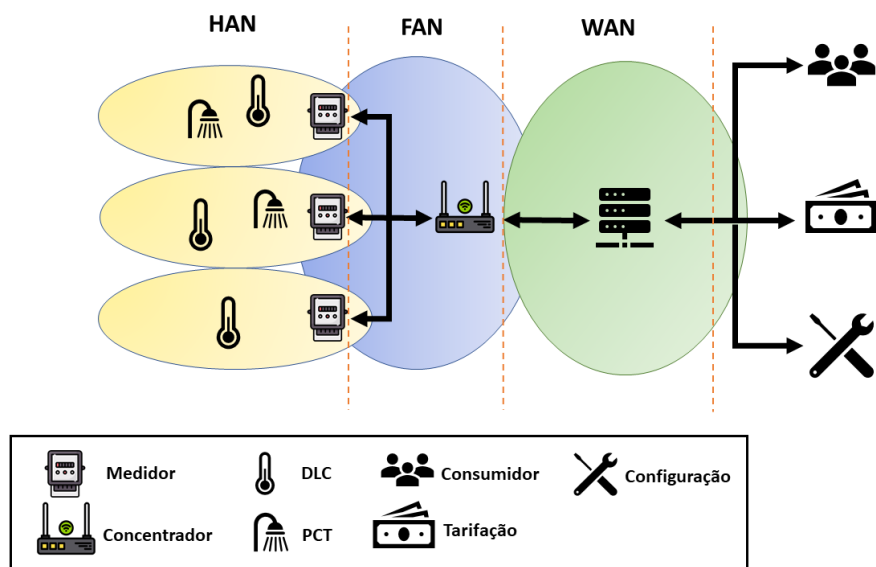 HAN
FAN
WAN
Medidor
DLC
Consumidor
Configuração
Concentrador
PCT
Tarifação